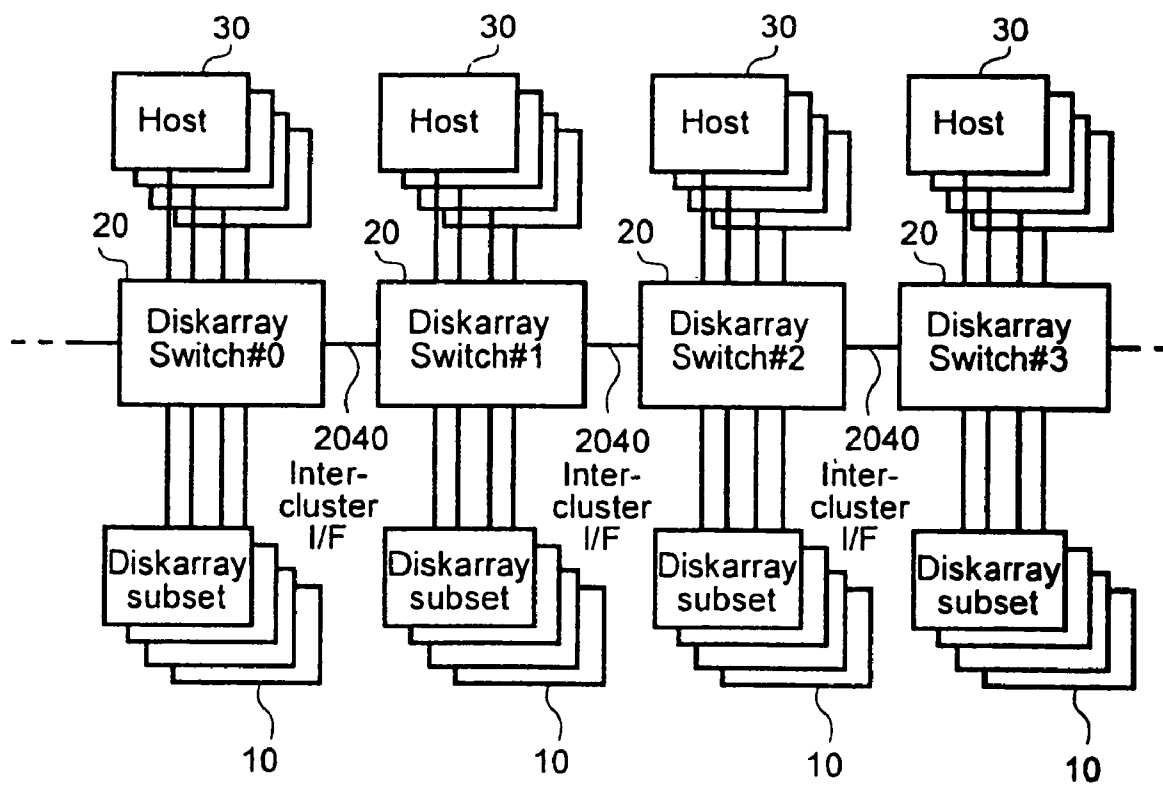 30
30
30
30
Host
Host
Host
Host
20
20
20
20
Diskarray
Switch#0
Diskarray
Switch#1
Diskarray
Switch#2
Diskarray
Switch#3
2040
Inter-
cluster
I/F
2040
Inter-
cluster
I/F
2040
Inter-
cluster
I/F
Diskarray
subset
Diskarray
subset
Diskarray
subset
Diskarray
subset
10
10
10
10